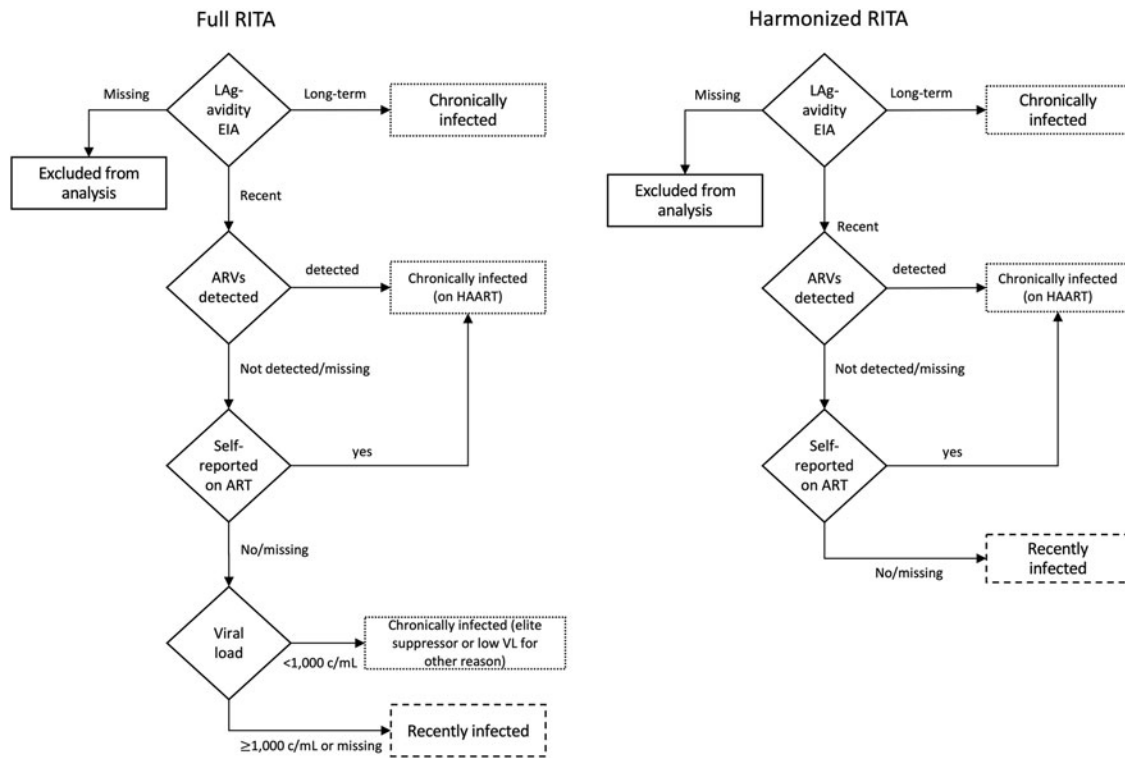 Full RITA
Missing
LAg-
avidity
EIA
Long-term
Chronically
infected
Excluded from
analysis
Recent
ARVs
detected
detected
Chronically infected
(on HAART)
Not detected/missing
Self-
reported
on ART
yes
No/missing
Viral
load
<1,000 c/mL
Chronically infected (elite
suppressor or low VL for
other reason)
≥1,000 c/mL or missing
Recently infected
Harmonized RITA
Missing
LAg-
avidity
EIA
Long-term
Chronically
infected
Excluded from
analysis
Recent
ARVs
detected
detected
Chronically infected
(on HAART)
Not detected/missing
Self-
reported
on ART
yes
No/missing
Recently
infected